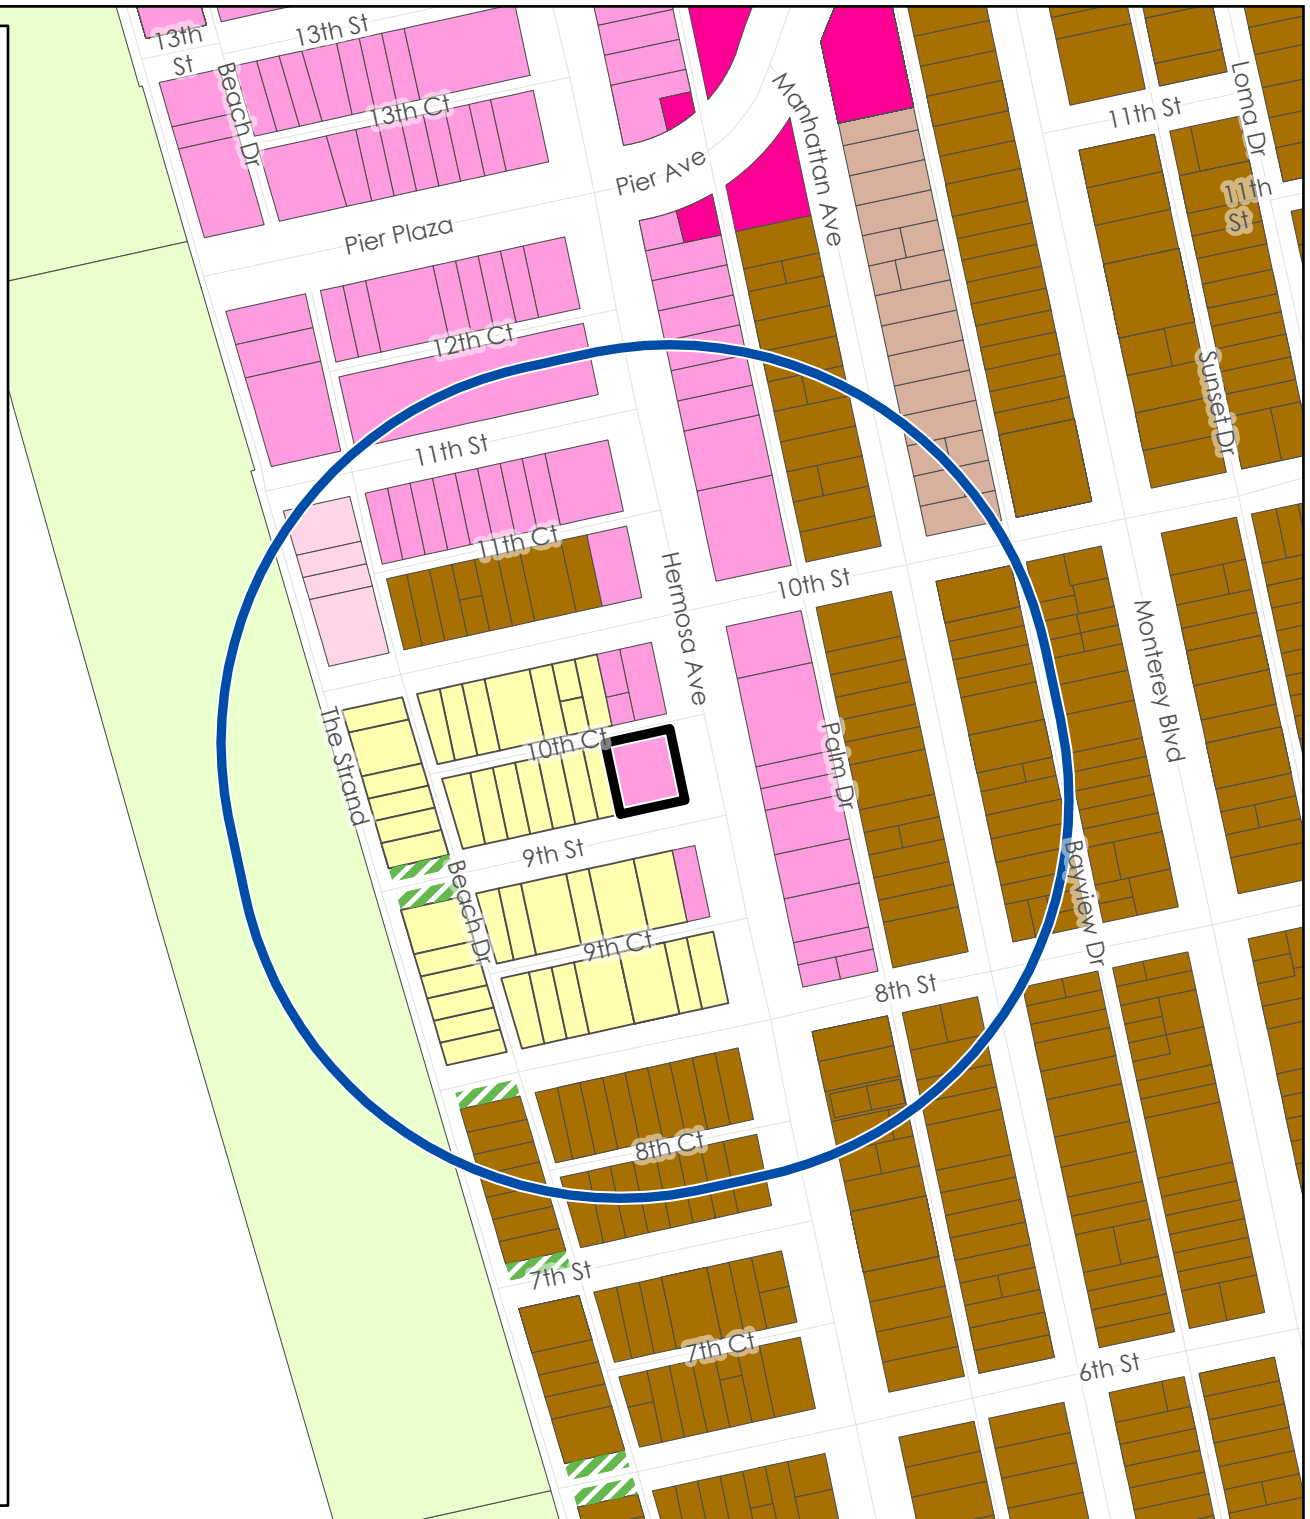 13th St
13th
St
Beach Dr
13th Ct
Manhattan Ave
Loma Dr
11th St
Pier Ave
11th
St
Pier Plaza
12th Ct
Sunset Dr
11th St
11th Ct
Hermosa Ave
10th St
Monterey Blvd
The Strand
10th Ct
Palm Dr
9th St
Beach Dr
Bayview Dr
9th Ct
8th St
8th Ct
7th St
7th Ct
6th St